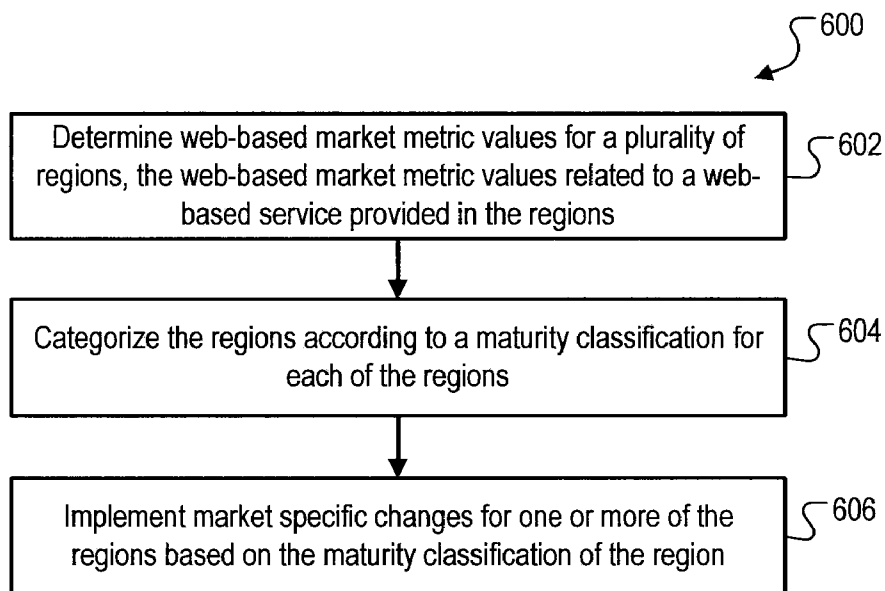 600
Determine web-based market metric values for a plurality of
regions, the web-based market metric values related to a web-
based service provided in the regions
602
Categorize the regions according to a maturity classification for
each of the regions
604
Implement market specific changes for one or more of the
regions based on the maturity classification of the region
606